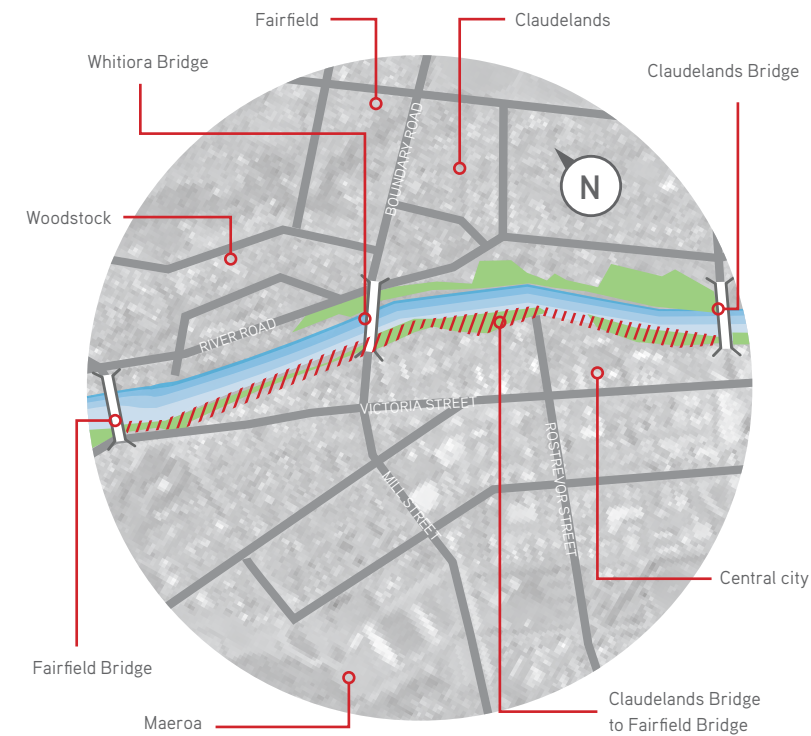 Fairfield
Claudelands
Whitiora Bridge
Claudelands Bridge
BOUNDARY ROAD
N
Woodstock
RIVER ROAD
VICTORIA STREET
ROSTREVOR STREET
MILL STREET
Central city
Fairfield Bridge
Claudelands Bridge
to Fairfield Bridge
Maeroa